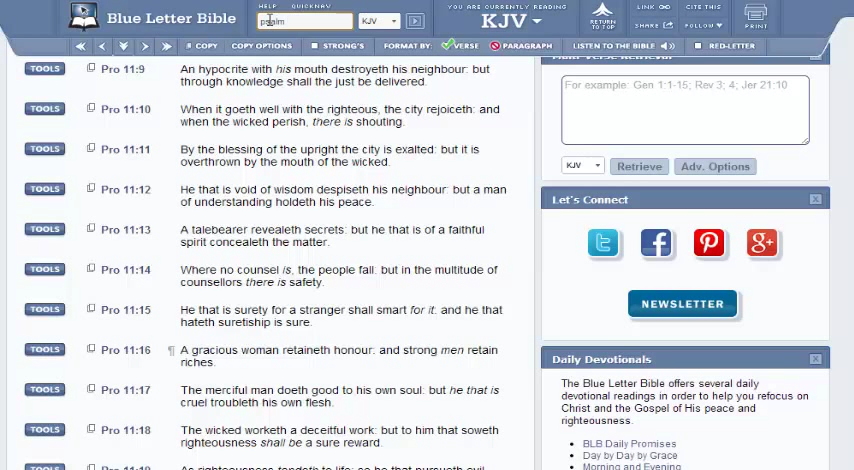 HELP QUICKNAV
Blue Letter Bible
psalm
KJV
YOU ARE CURRENTLY READING
KJV
RETURN
TO TOP
LINK
SHARE
CITE THIS
FOLLOW
PRINT
COPY
COPY OPTIONS
STRONG'S
FORMAT BY:
VERSE
PARAGRAPH
LISTEN TO THE BIBLE
RED-LETTER
TOOLS Pro 11:9 An hypocrite with his mouth destroyeth his neighbour: but
through knowledge shall the just be delivered.
TOOLS Pro 11:10 When it goeth well with the righteous, the city rejoiceth: and
when the wicked perish, there is shouting.
TOOLS Pro 11:11 By the blessing of the upright the city is exalted: but it is
overthrown by the mouth of the wicked.
TOOLS Pro 11:12 He that is void of wisdom despiseth his neighbour: but a man
of understanding holdeth his peace.
TOOLS Pro 11:13 A talebearer revealeth secrets: but he that is of a faithful
spirit concealeth the matter.
TOOLS Pro 11:14 Where no counsel is, the people fall: but in the multitude of
counsellors there is safety.
TOOLS Pro 11:15 He that is surety for a stranger shall smart for it: and he that
hateth suretiship is sure.
TOOLS Pro 11:16 ¶ A gracious woman retaineth honour: and strong men retain
riches.
TOOLS Pro 11:17 The merciful man doeth good to his own soul: but he that is
cruel troubleth his own flesh.
TOOLS Pro 11:18 The wicked worketh a deceitful work: but to him that soweth
righteousness shall be a sure reward.
As righteousness tendeth to life: so he that pursueth evil
Multi-Verse Retrieval
For example: Gen 1:1-15; Rev 3; 4; Jer 21:10
KJV
Retrieve
Adv. Options
Let's Connect
NEWSLETTER
Daily Devotionals
The Blue Letter Bible offers several daily
devotional readings in order to help you refocus on
Christ and the Gospel of His peace and
righteousness.
BLB Daily Promises
Day by Day by Grace
Morning and Evening